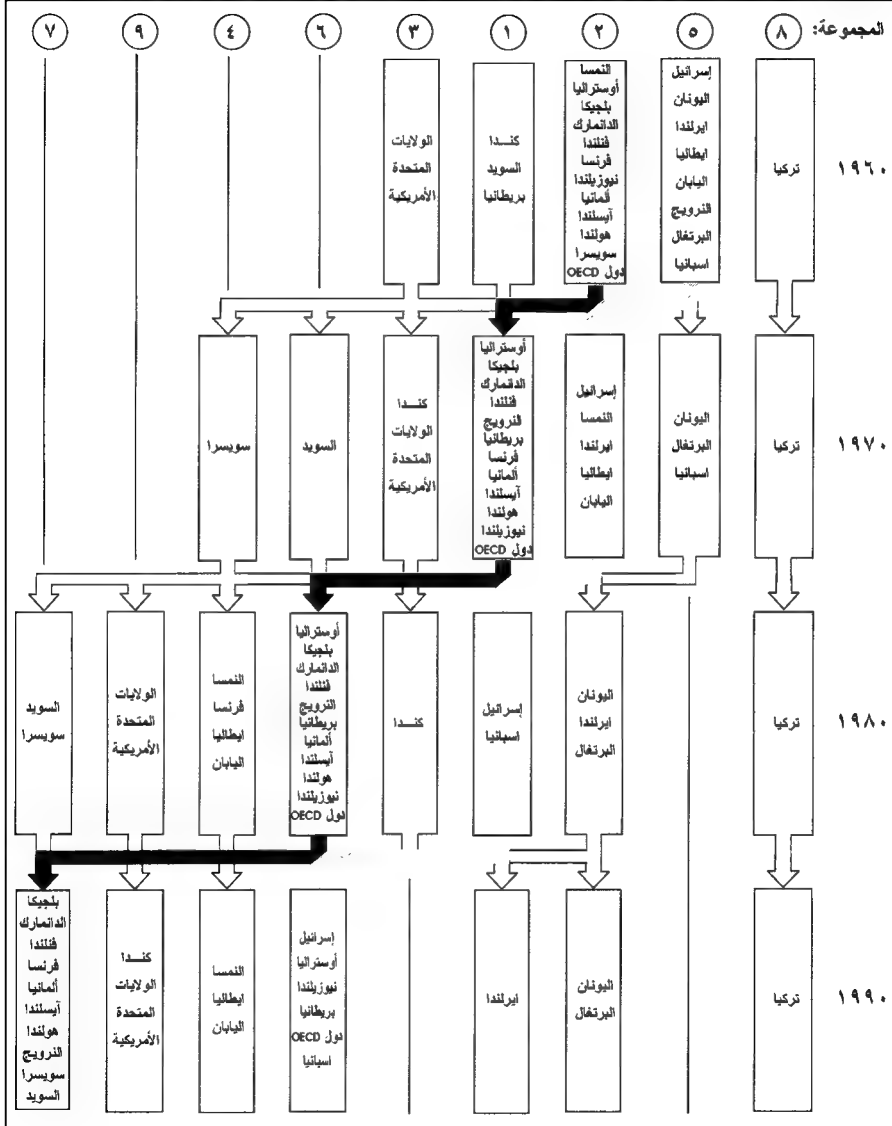 المجموعة: ٨ ٥ ٢ ١ ٣ ٦ ٤ ٩ ٧
١٩٦٠
تركيا
إسرائيل
اليونان
ايرلندا
ايطاليا
اليابان
النرويج
البرتغال
اسبانيا
النمسا
أوستراليا
بلجيكا
الدانمارك
فنلندا
فرنسا
نيوزيلندا
ألمانيا
آيسلندا
هولندا
سويسرا
دول OECD
كنــدا
السويد
بريطانيا
الولايات
المتحدة
الأمريكية
١٩٧٠
تركيا
اليونان
البرتغال
اسبانيا
إسرائيل
النمسا
ايرلندا
ايطاليا
اليابان
أوستراليا
بلجيكا
الدانمارك
فنلندا
النرويج
بريطانيا
فرنسا
ألمانيا
آيسلندا
هولندا
نيوزيلندا
دول OECD
كنــدا
الولايات
المتحدة
الأمريكية
السويد
سويسرا
١٩٨٠
تركيا
اليونان
ايرلندا
البرتغال
إسرائيل
اسبانيا
كنــدا
أوستراليا
بلجيكا
الدانمارك
فنلندا
النرويج
بريطانيا
ألمانيا
آيسلندا
هولندا
نيوزيلندا
دول OECD
النمسا
فرنسا
ايطاليا
اليابان
الولايات
المتحدة
الأمريكية
السويد
سويسرا
١٩٩٠
تركيا
اليونان
البرتغال
ايرلندا
إسرائيل
أوستراليا
نيوزيلندا
بريطانيا
دول OECD
اسبانيا
النمسا
ايطاليا
اليابان
كنــدا
الولايات
المتحدة
الأمريكية
بلجيكا
الدانمارك
فنلندا
فرنسا
ألمانيا
آيسلندا
هولندا
النرويج
سويسرا
السويد